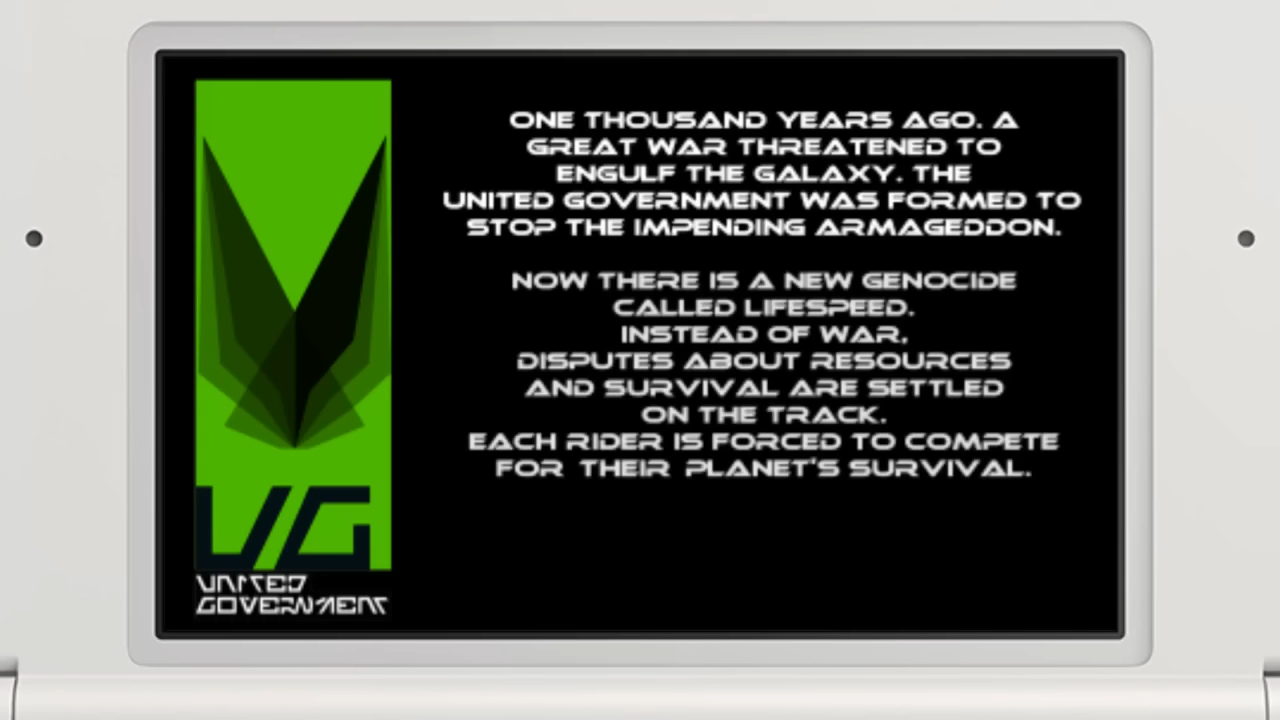 ONE THOUSAND YEARS AGO. A
GREAT WAR THREATENED TO
ENGULF THE GALAXY. THE
UNITED GOVERNMENT WAS FORMED TO
STOP THE IMPENDING ARMAGEDDON.
NOW THERE IS A NEW GENOCIDE
CALLED LIFESPEED.
INSTEAD OF WAR,
DISPUTES ABOUT RESOURCES
AND SURVIVAL ARE SETTLED
ON THE TRACK.
EACH RIDER IS FORCED TO COMPETE
FOR THEIR PLANET'S SURVIVAL.
UG
UNITED
GOVERNMENT